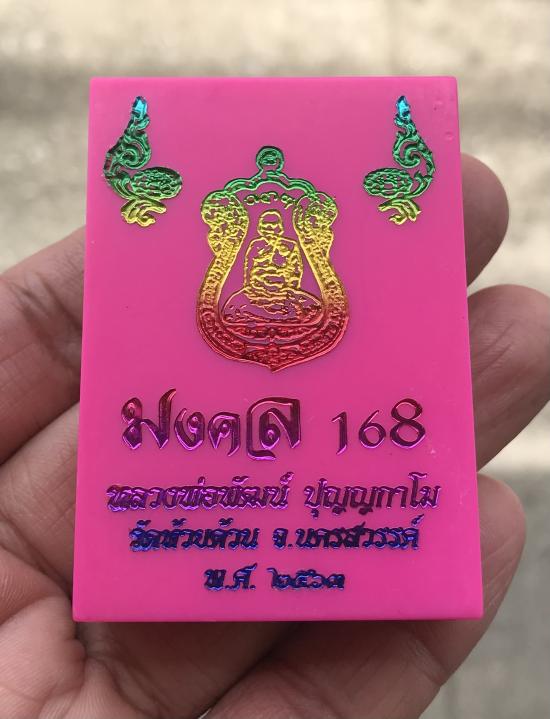 มงคล 168
หลวงพ่อพัฒน์ ปุญญกาโม
วัดห้วยด้วน จ.นครสวรรค์
พ.ศ. ๒๕๖๓